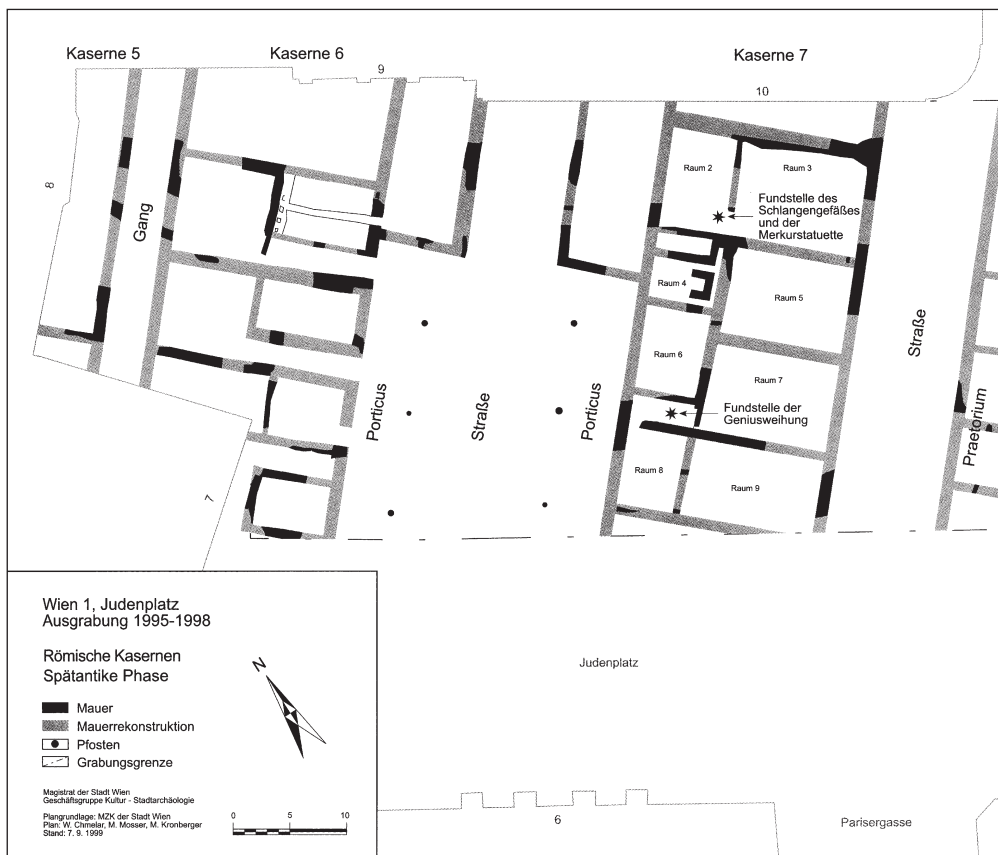 Kaserne 5
Kaserne 6
Kaserne 7
9
10
8
7
Gang
Raum 2
Raum 3
Fundstelle des
Schlangengefäßes
und der
Merkurstatuette
Raum 4
Raum 5
Raum 6
Raum 7
Fundstelle der
Geniusweihung
Raum 8
Raum 9
Porticus
Straße
Porticus
Straße
Praetorium
Wien 1, Judenplatz
Ausgrabung 1995-1998
Römische Kasernen
Spätantike Phase
N
Mauer
Mauerrekonstruktion
Pfosten
Grabungsgrenze
Magistrat der Stadt Wien
Geschäftsgruppe Kultur - Stadtarchäologie
Plangrundlage: MZK der Stadt Wien
Plan: W. Chmelar, M. Mosser, M. Kronberger
Stand: 7. 9. 1999
0 5 10
Judenplatz
6
Parisergasse